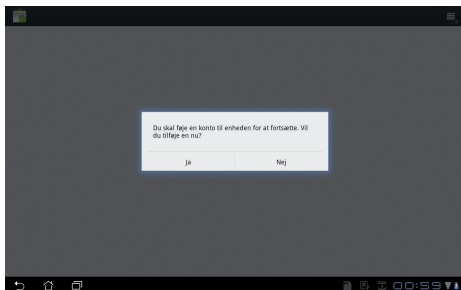 Du skal føje en konto til enheden for at fortsætte. Vil
du tilføje en nu?
Ja
Nej
00:59